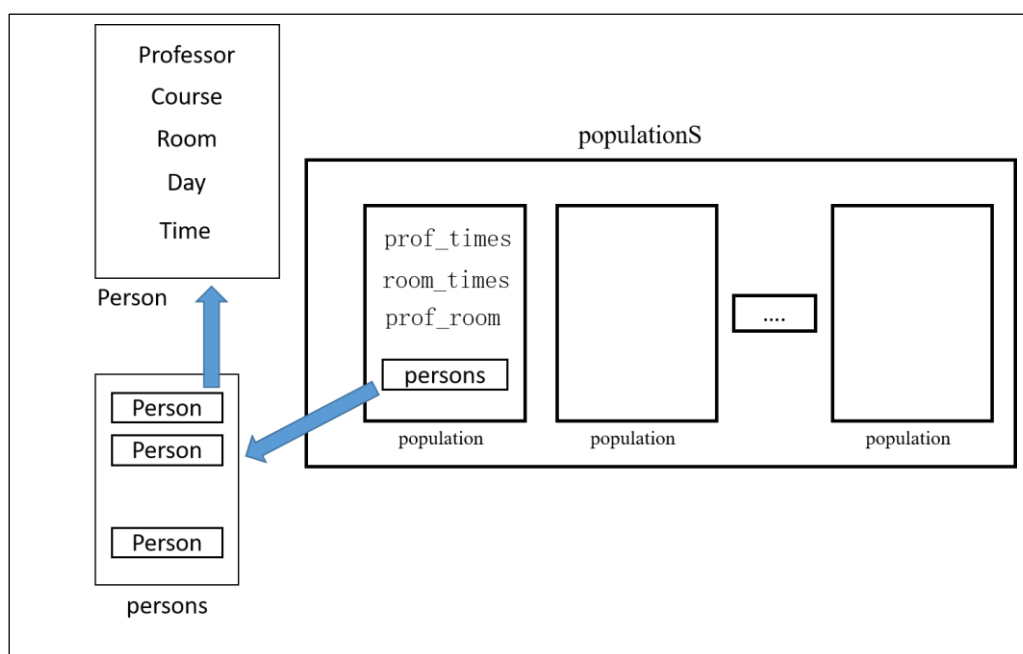 Professor
Course
Room
Day
Time
Person
populationS
prof_times
room_times
prof_room
persons
population
population
....
population
Person
Person
Person
persons